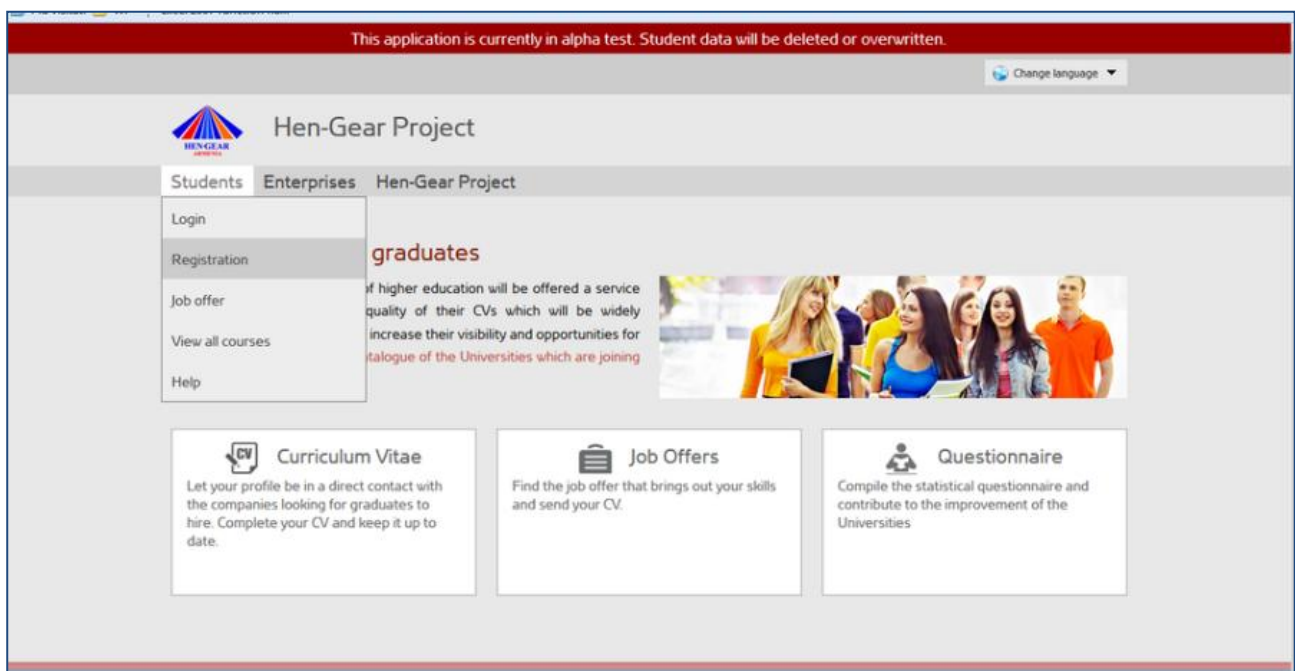 This application is currently in alpha test. Student data will be deleted or overwritten.
Change language
HEN-GEAR
ARMENIA
Hen-Gear Project
Students Enterprises Hen-Gear Project
Login
Registration
Job offer
View all courses
Help
graduates
of higher education will be offered a service
quality of their CVs which will be widely
increase their visibility and opportunities for
atalogue of the Universities which are joining
CV
Curriculum Vitae
Let your profile be in a direct contact with
the companies looking for graduates to
hire. Complete your CV and keep it up to
date.
Job Offers
Find the job offer that brings out your skills
and send your CV.
Questionnaire
Compile the statistical questionnaire and
contribute to the improvement of the
Universities